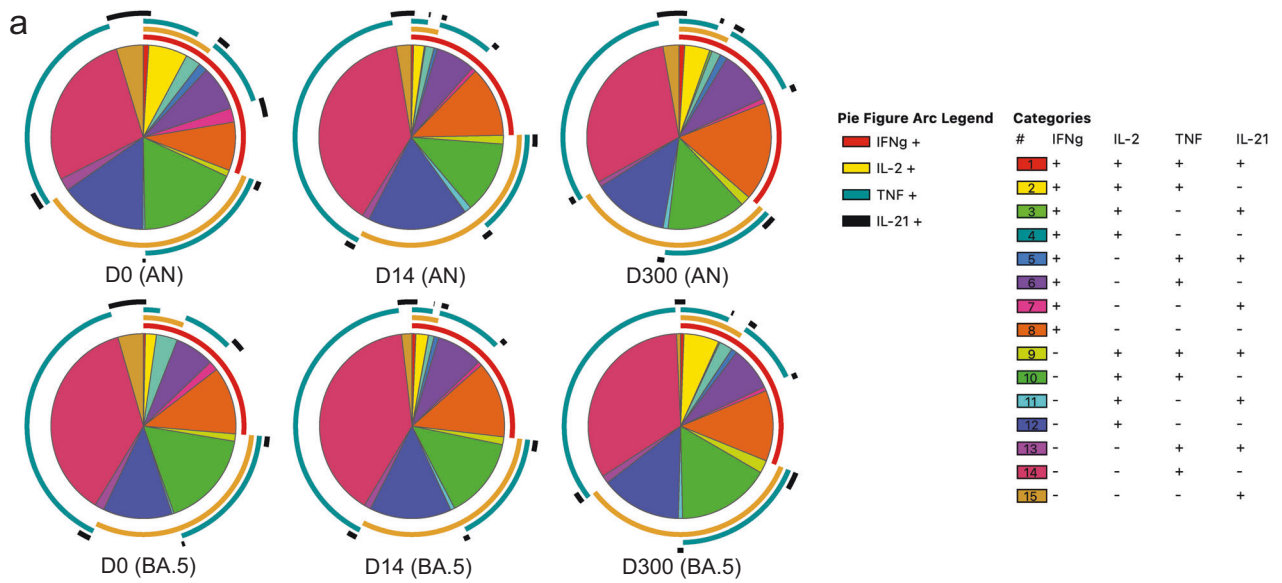 a
D0 (AN)
D14 (AN)
D300 (AN)
D0 (BA.5)
D14 (BA.5)
D300 (BA.5)
Pie Figure Arc Legend
IFNg +
IL-2 +
TNF +
IL-21 +
Categories
# IFNg IL-2 TNF IL-21
1 + + + +
2 + + + -
3 + + - +
4 + + - -
5 + - + +
6 + - + -
7 + - - +
8 + - - -
9 - + + +
10 - + + -
11 - + - +
12 - + - -
13 - - + +
14 - - + -
15 - - - +